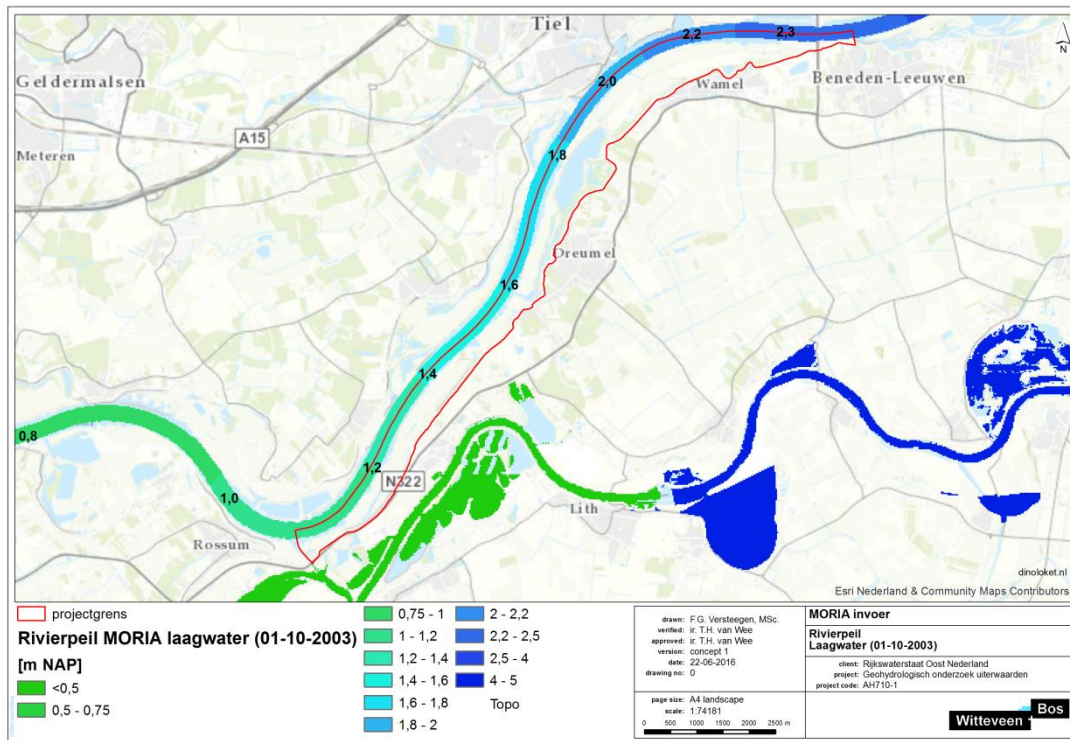 Tiel
2,2
2,3
N
Geldermalsen
2,0
Wamel
Beneden-Leeuwen
A15
Meteren
1,8
Dreumel
1,6
1,4
0,8
1,2
N322
1,0
Lith
Rossum
dinoloket.nl
Esri Nederland & Community Maps Contributors
projectgrens
Rivierpeil MORIA laagwater (01-10-2003)
[m NAP]
<0,5
0,5 - 0,75
0,75 - 1
1 - 1,2
1,2 - 1,4
1,4 - 1,6
1,6 - 1,8
1,8 - 2
2 - 2,2
2,2 - 2,5
2,5 - 4
4 - 5
Topo
drawn: F.G. Versteegen, MSc.
verified: ir. T.H. van Wee
approved: ir. T.H. van Wee
version: concept 1
date: 22-06-2016
drawing no: 0
page size: A4 landscape
scale: 1:74181
0 500 1000 1500 2000 2500 m
MORIA invoer
Rivierpeil
Laagwater (01-10-2003)
client: Rijkswaterstaat Oost Nederland
project: Geohydrologisch onderzoek uiterwaarden
project code: AH710-1
Witteveen + Bos